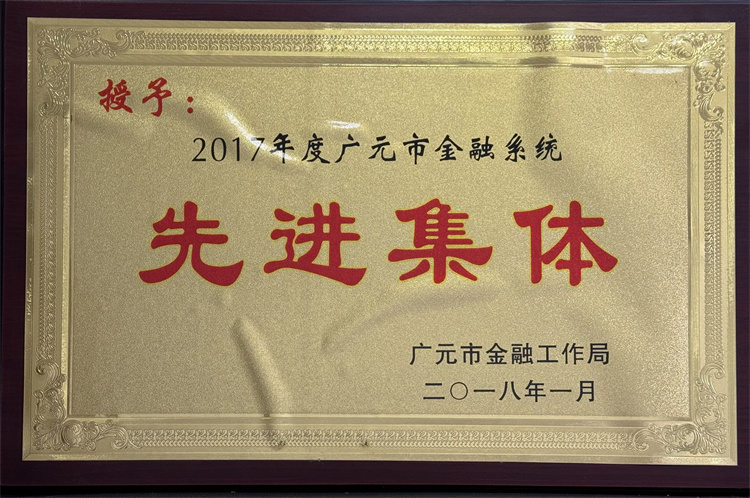 授予：
2017年度广元市金融系统
先进集体
广元市金融工作局
二〇一八年一月